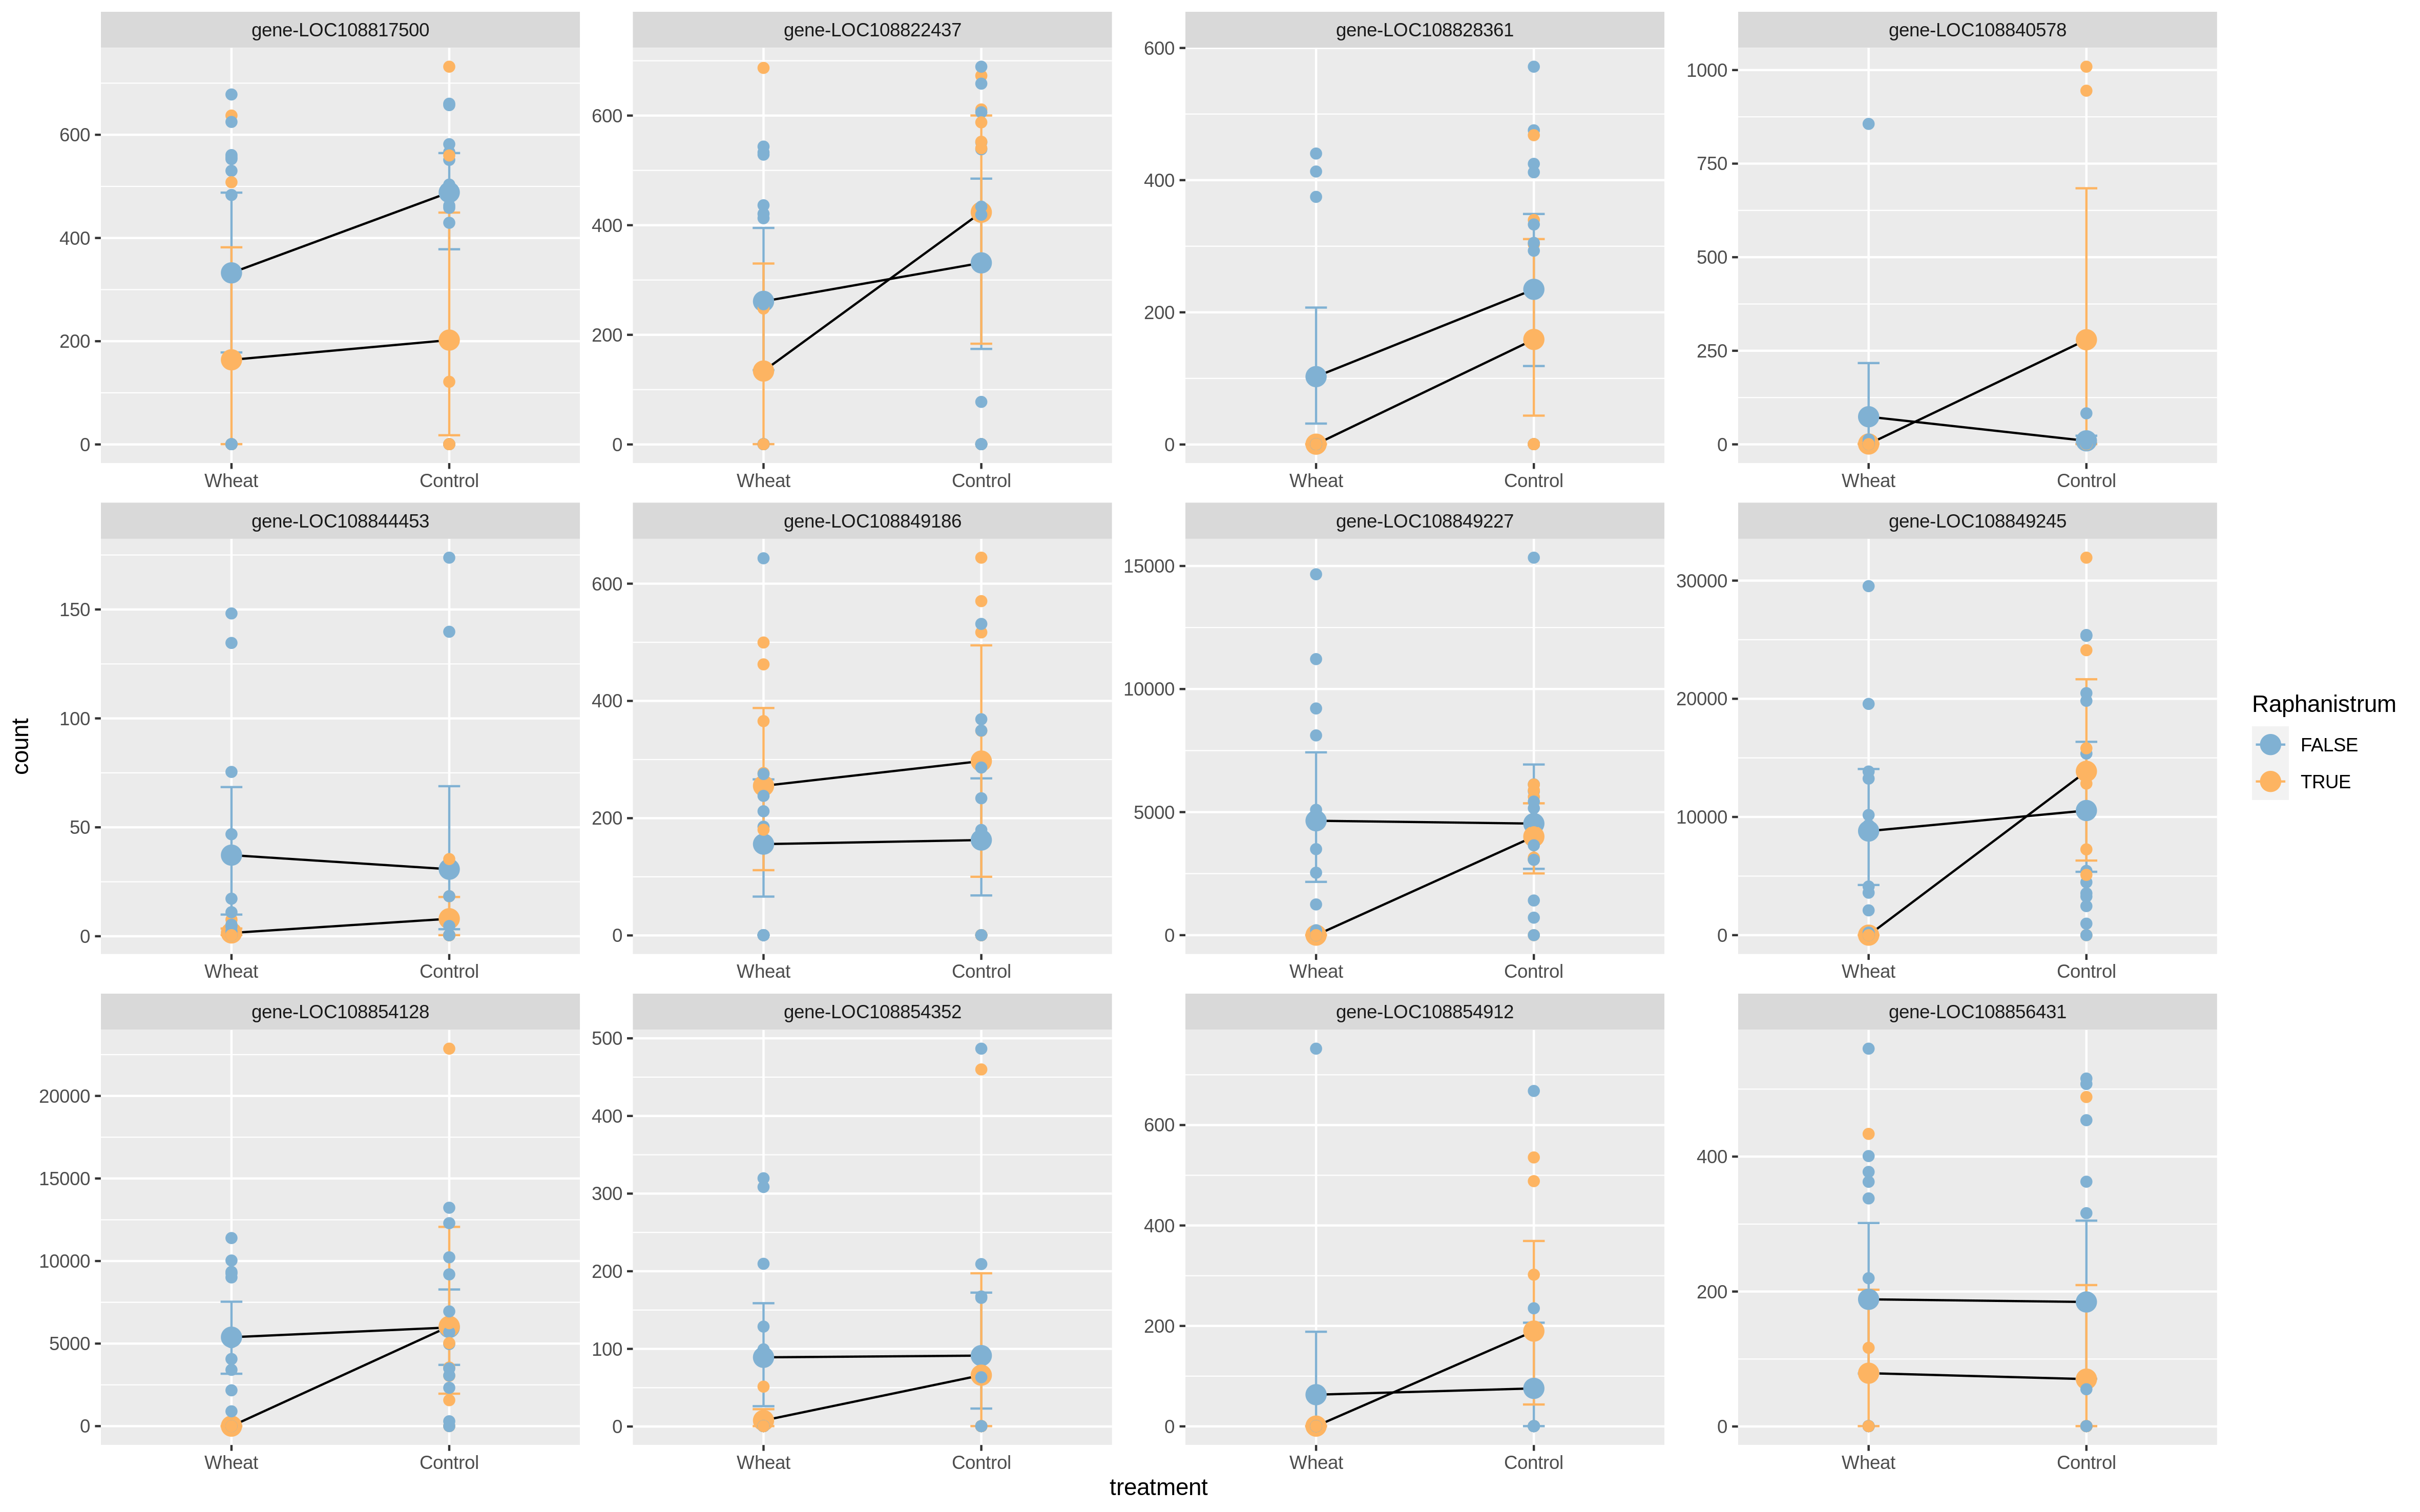 gene-LOC108817500
gene-LOC108822437
gene-LOC108828361
gene-LOC108840578
600
400
200
0
600
400
200
0
600
400
200
0
1000
750
500
250
0
Wheat Control
Wheat Control
Wheat Control
Wheat Control
gene-LOC108844453
gene-LOC108849186
gene-LOC108849227
gene-LOC108849245
150
100
50
0
600
400
200
0
15000
10000
5000
0
30000
20000
10000
0
Wheat Control
Wheat Control
Wheat Control
Wheat Control
gene-LOC108854128
gene-LOC108854352
gene-LOC108854912
gene-LOC108856431
20000
15000
10000
5000
0
500
400
300
200
100
0
600
400
200
0
400
200
0
Wheat Control
Wheat Control
Wheat Control
Wheat Control
count
treatment
Raphanistrum
FALSE
TRUE